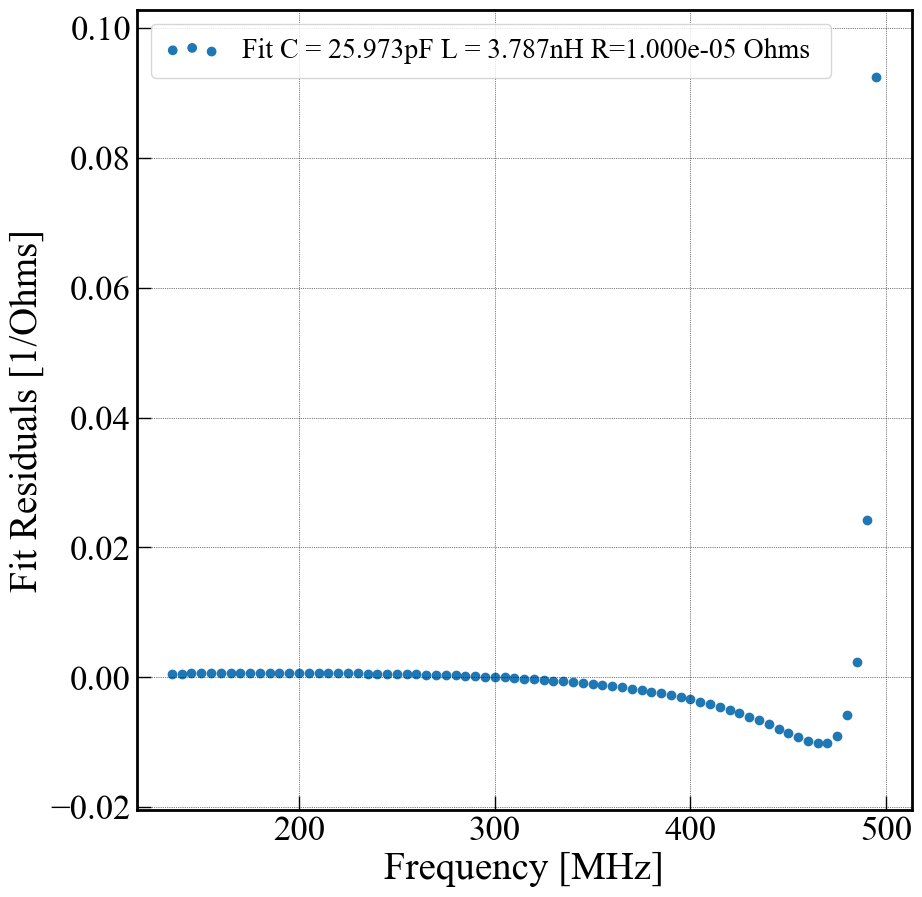 Fit C = 25.973pF L = 3.787nH R=1.000e-05 Ohms
0.10
0.08
0.06
0.04
0.02
0.00
−0.02
Fit Residuals [1/Ohms]
200 300 400 500
Frequency [MHz]